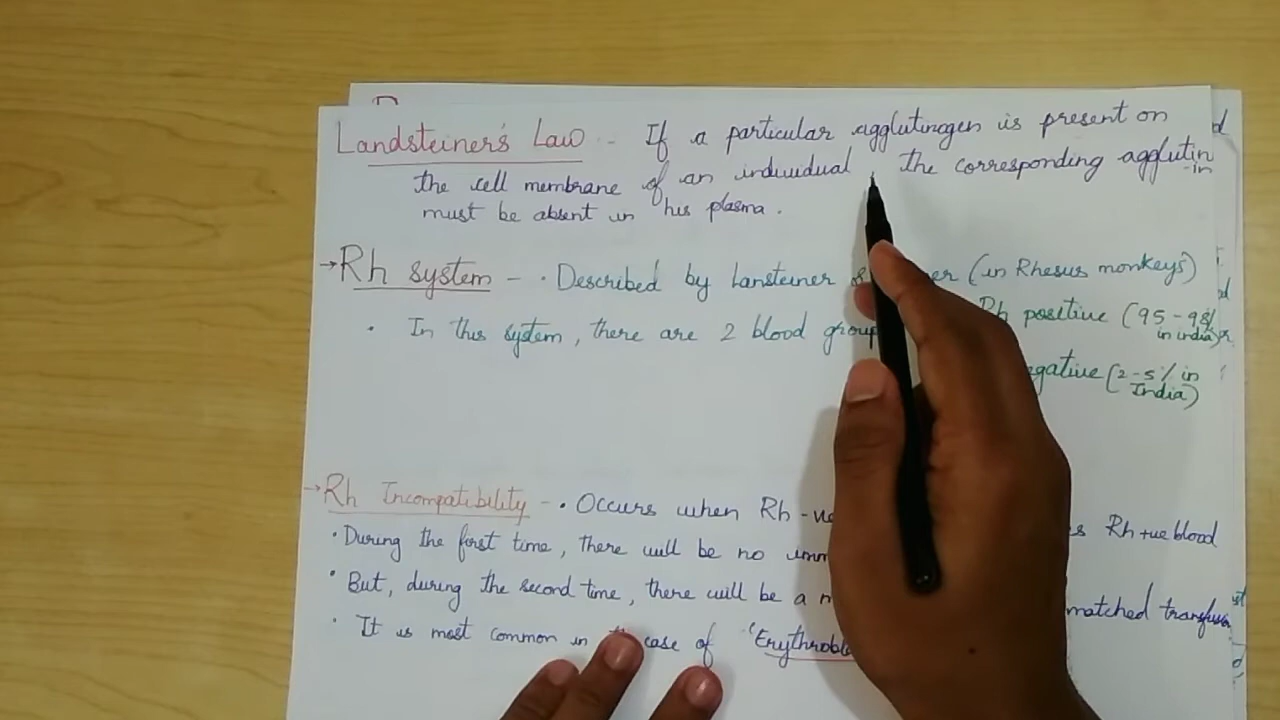 Landsteiner's Law - If a particular agglutinogen is present on
the cell membrane of an individual, the corresponding agglutin
-in
must be absent in his plasma.
→ Rh system - • Described by Lansteiner & (in Rhesus monkeys)
• In this system, there are 2 blood group Rh positive (95-98%
in india)
(2-5% in
India)
→ Rh Incompatibility - • Occurs when Rh -ve Rh +ve blood
• During the first time, there will be no
• But, during the second time, there will be a matched transfusion
• It is most common in case of "